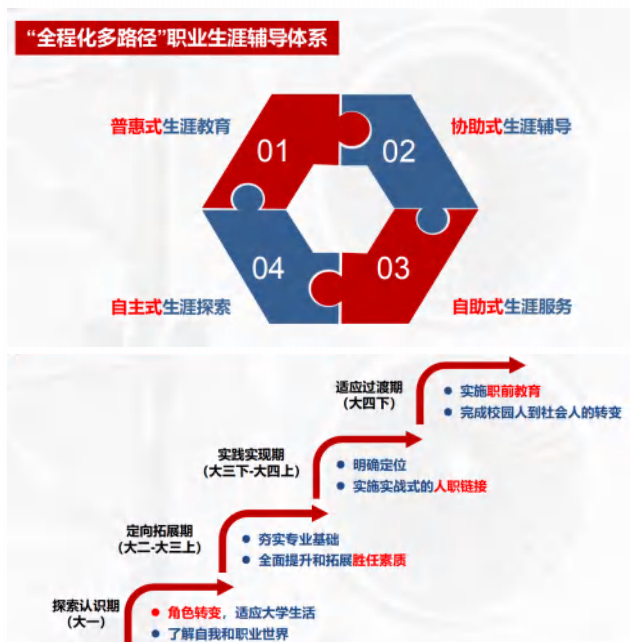 “全程化多路径”职业生涯辅导体系
普惠式生涯教育
01
02
协助式生涯辅导
自主式生涯探索
04
03
自助式生涯服务
适应过渡期
（大四下）
实施职前教育
完成校园人到社会人的转变
实践实现期
（大三下-大四上）
明确定位
实施实战式的人职链接
定向拓展期
（大二-大三上）
夯实专业基础
全面提升和拓展胜任素质
探索认识期
（大一）
角色转变，适应大学生活
了解自我和职业世界